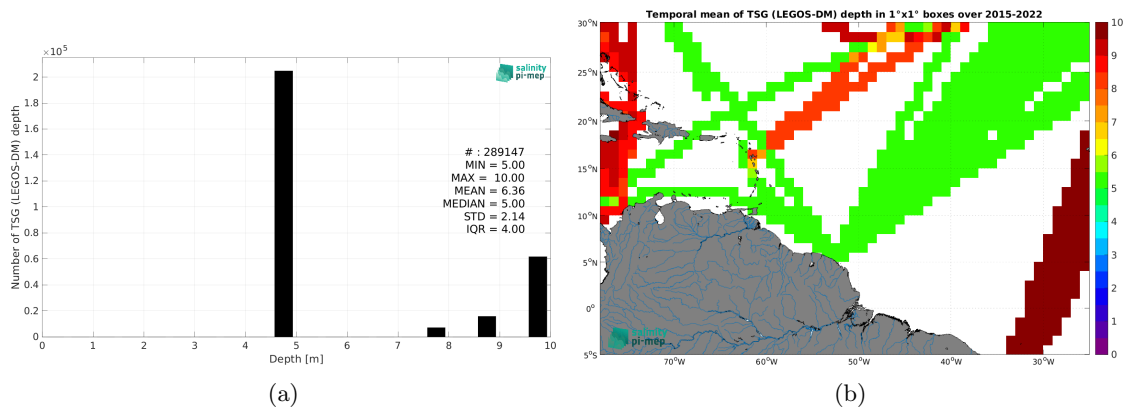 ×10⁵
2
1.8
1.6
1.4
1.2
1
0.8
0.6
0.4
0.2
0
Number of TSG (LEGOS-DM) depth
salinity
pi-mep
# : 289147
MIN = 5.00
MAX = 10.00
MEAN = 6.36
MEDIAN = 5.00
STD = 2.14
IQR = 4.00
0 1 2 3 4 5 6 7 8 9 10
Depth [m]
(a)
Temporal mean of TSG (LEGOS-DM) depth in 1°x1° boxes over 2015-2022
30°N
25°N
20°N
15°N
10°N
5°N
0°
5°S
70°W 60°W 50°W 40°W 30°W
salinity
pi-mep
10
9
8
7
6
5
4
3
2
1
0
(b)